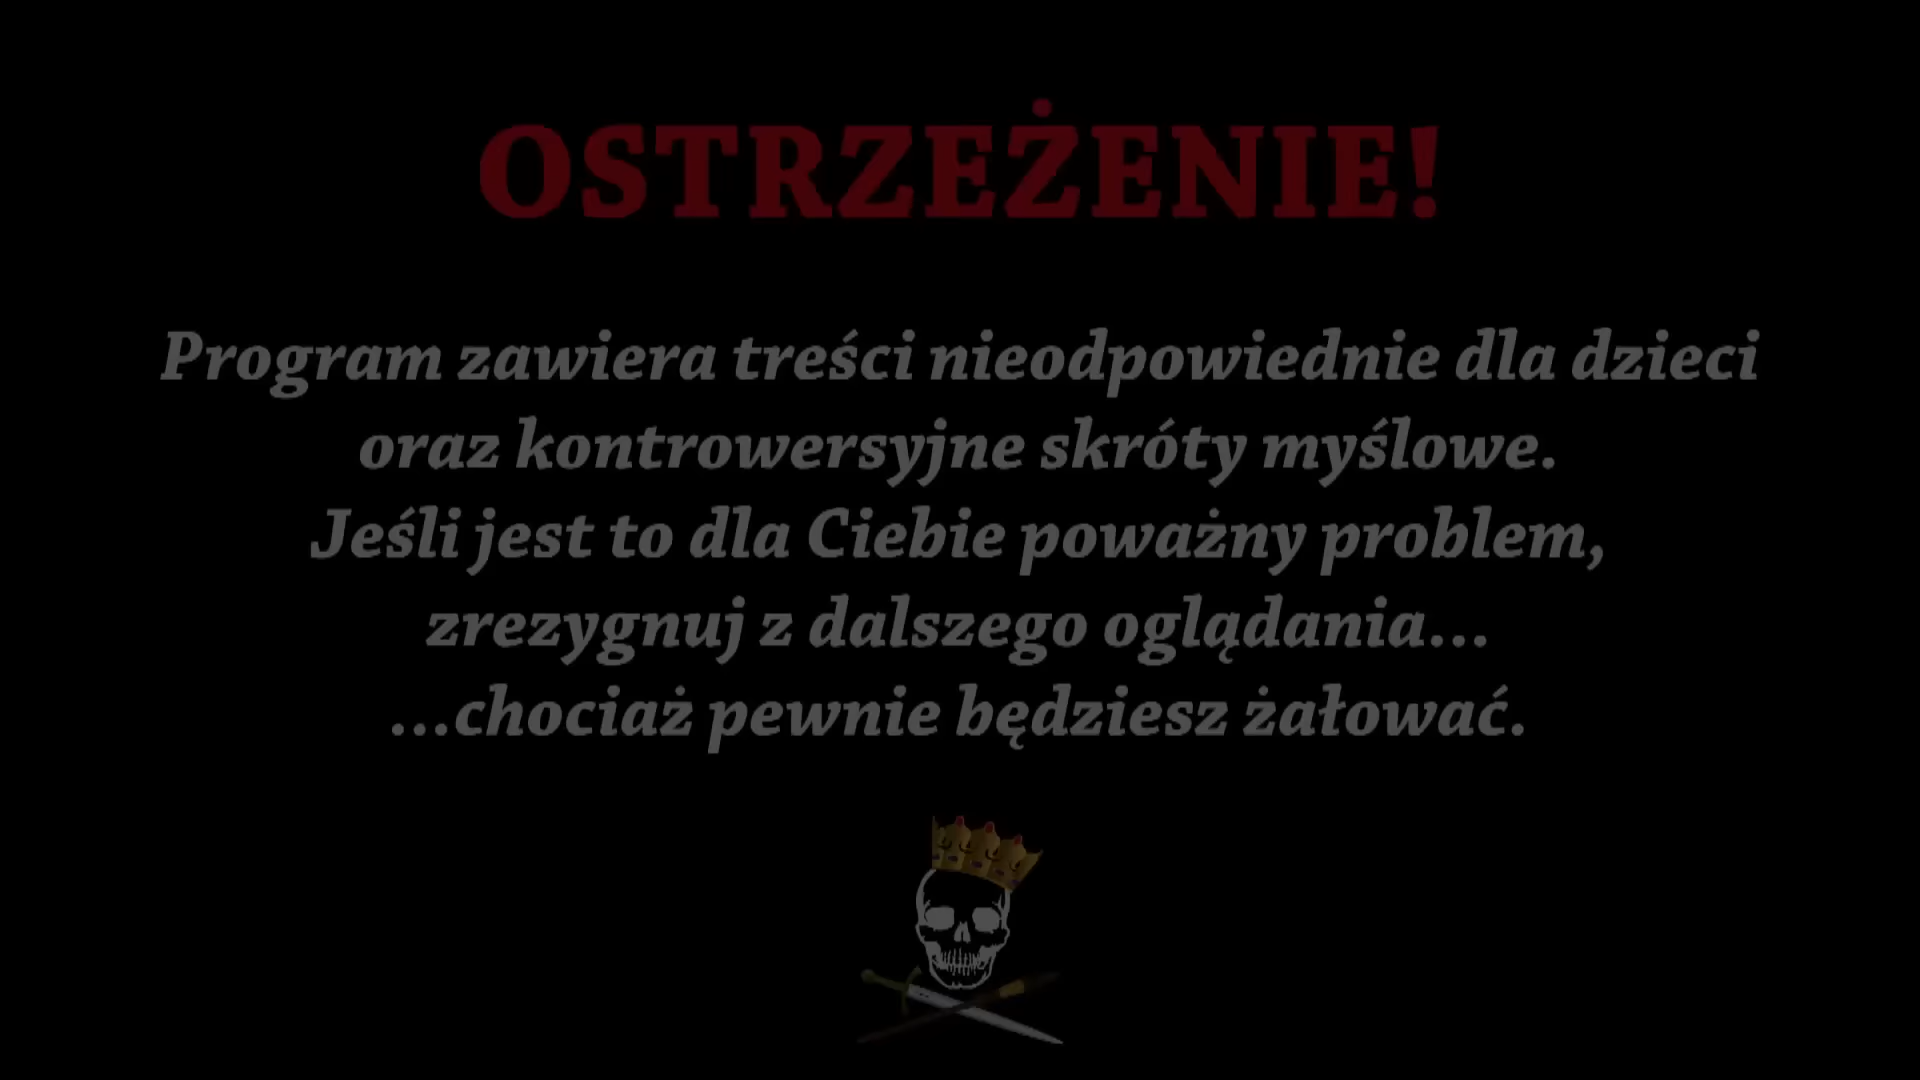 OSTRZEŻENIE!
Program zawiera treści nieodpowiednie dla dzieci
oraz kontrowersyjne skróty myślowe.
Jeśli jest to dla Ciebie poważny problem,
zrezygnuj z dalszego oglądania...
...chociaż pewnie będziesz żałować.